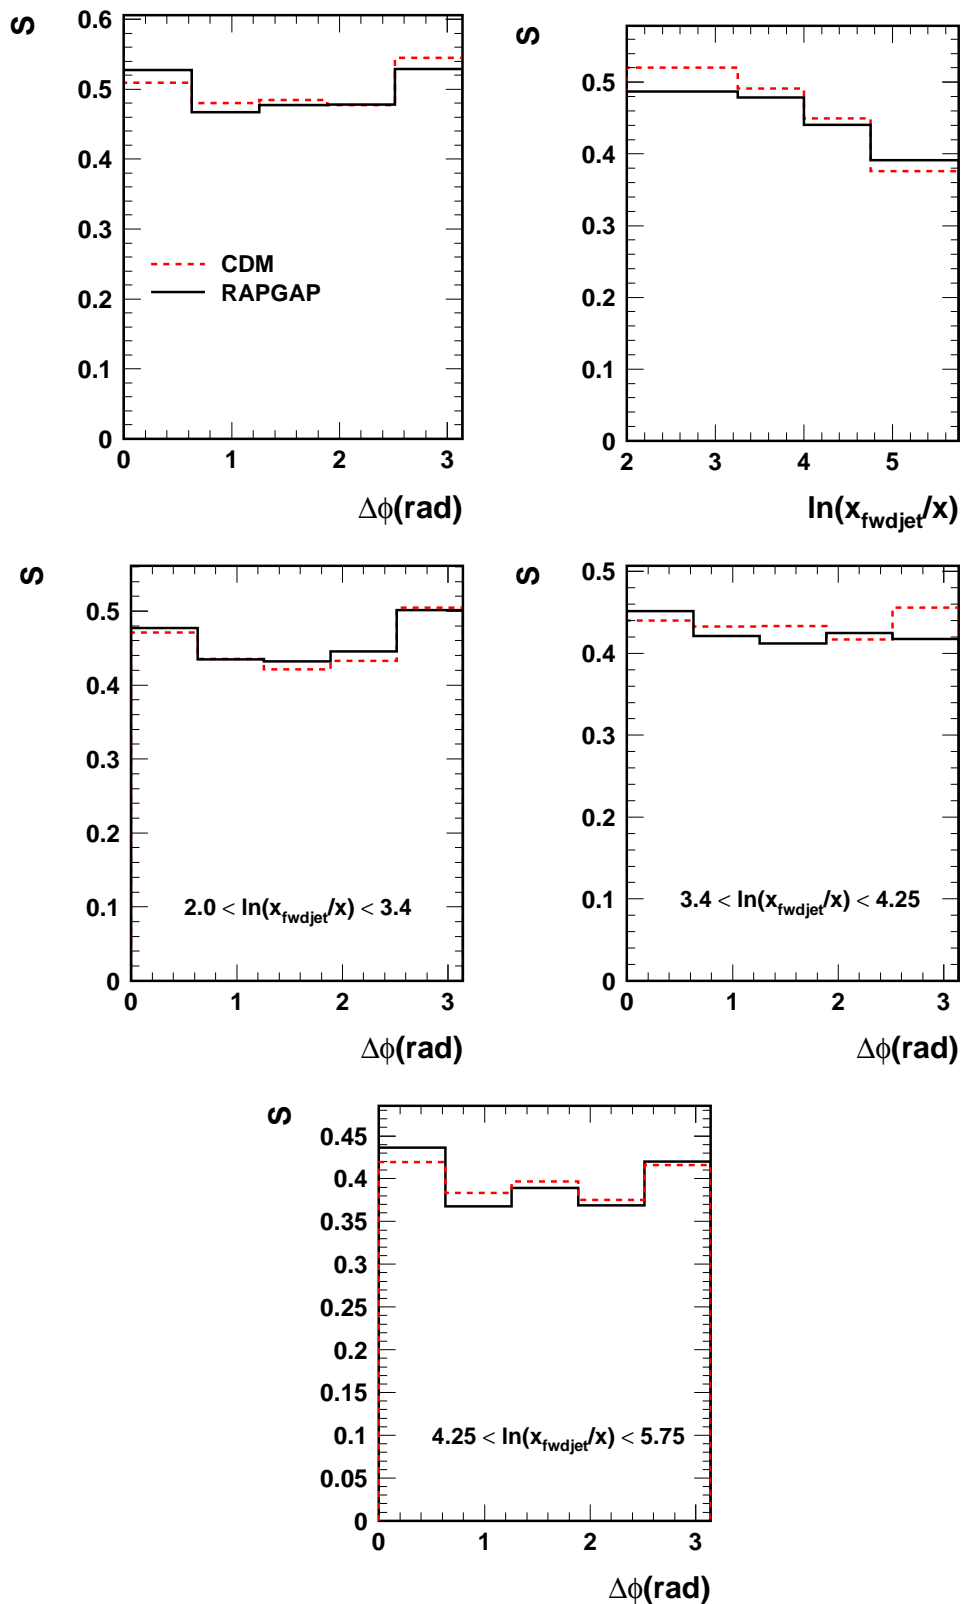 S
0.6
0.5
0.4
0.3
0.2
0.1
0
CDM
RAPGAP
0 1 2 3
Δϕ(rad)
S
0.5
0.4
0.3
0.2
0.1
0
2 3 4 5
ln(x_fwdjet/x)
S
0.5
0.4
0.3
0.2
0.1
0
2.0 < ln(x_fwdjet/x) < 3.4
0 1 2 3
Δϕ(rad)
S
0.5
0.4
0.3
0.2
0.1
0
3.4 < ln(x_fwdjet/x) < 4.25
0 1 2 3
Δϕ(rad)
S
0.45
0.4
0.35
0.3
0.25
0.2
0.15
0.1
0.05
0
4.25 < ln(x_fwdjet/x) < 5.75
0 1 2 3
Δϕ(rad)